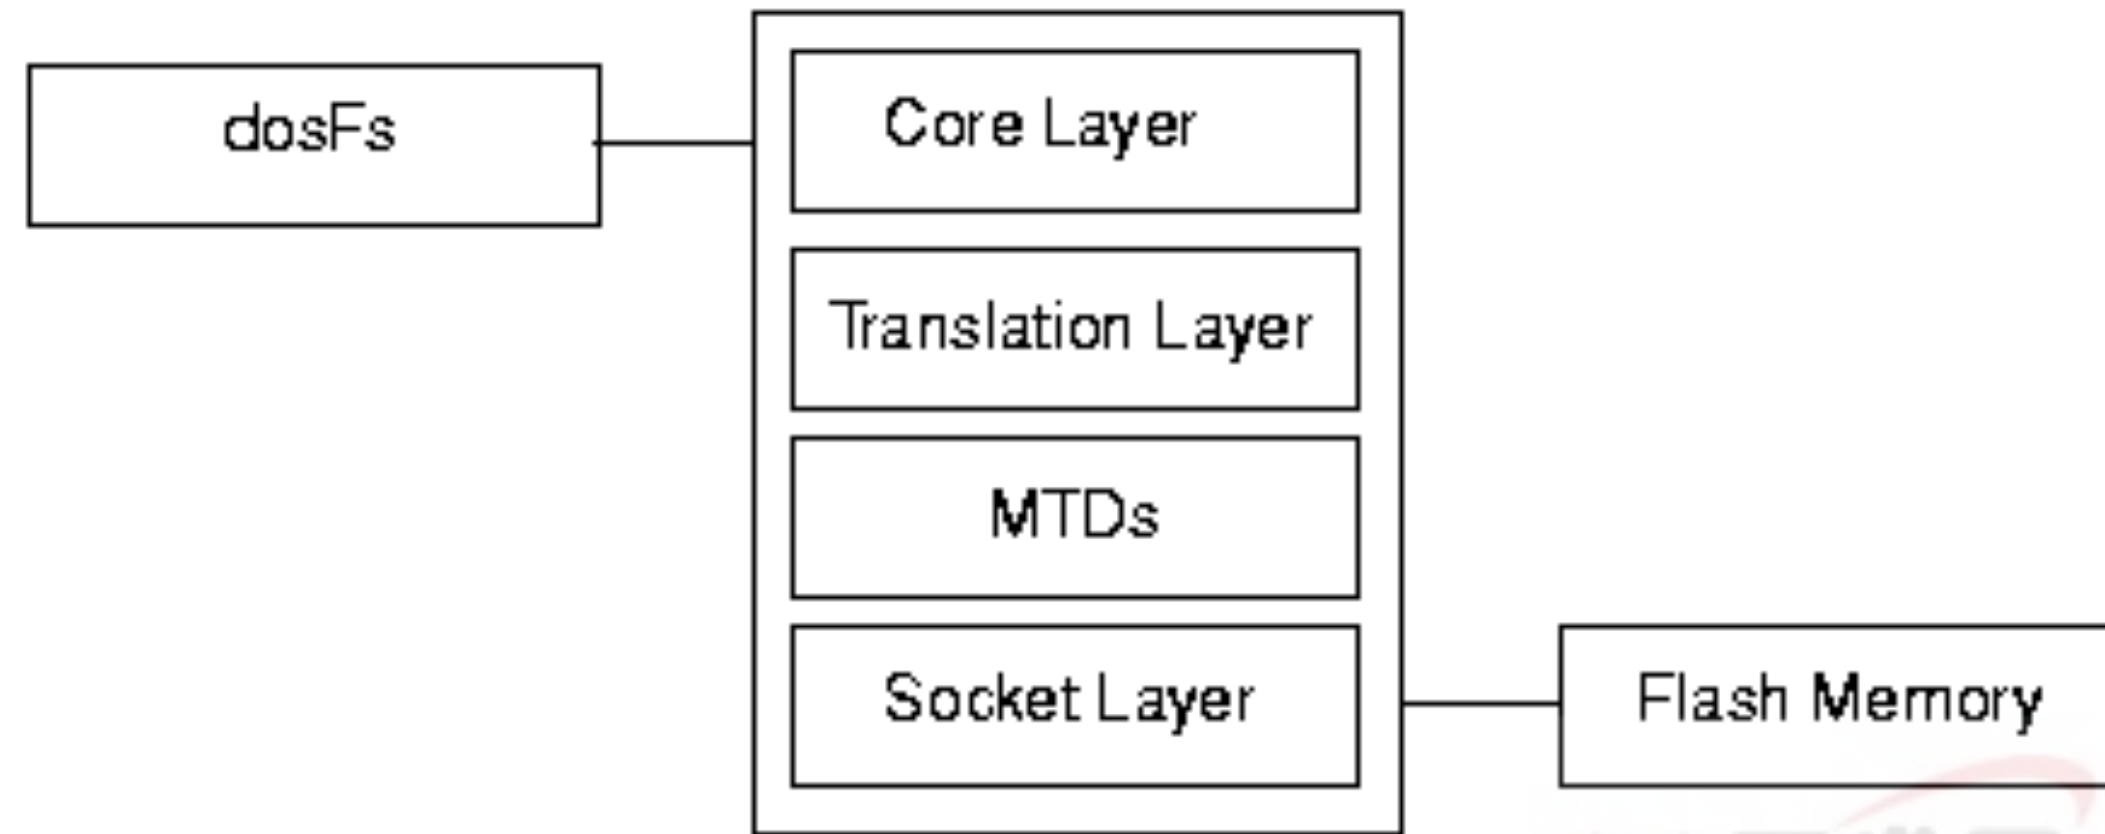 dosFs
Core Layer
Translation Layer
MTDs
Socket Layer
Flash Memory